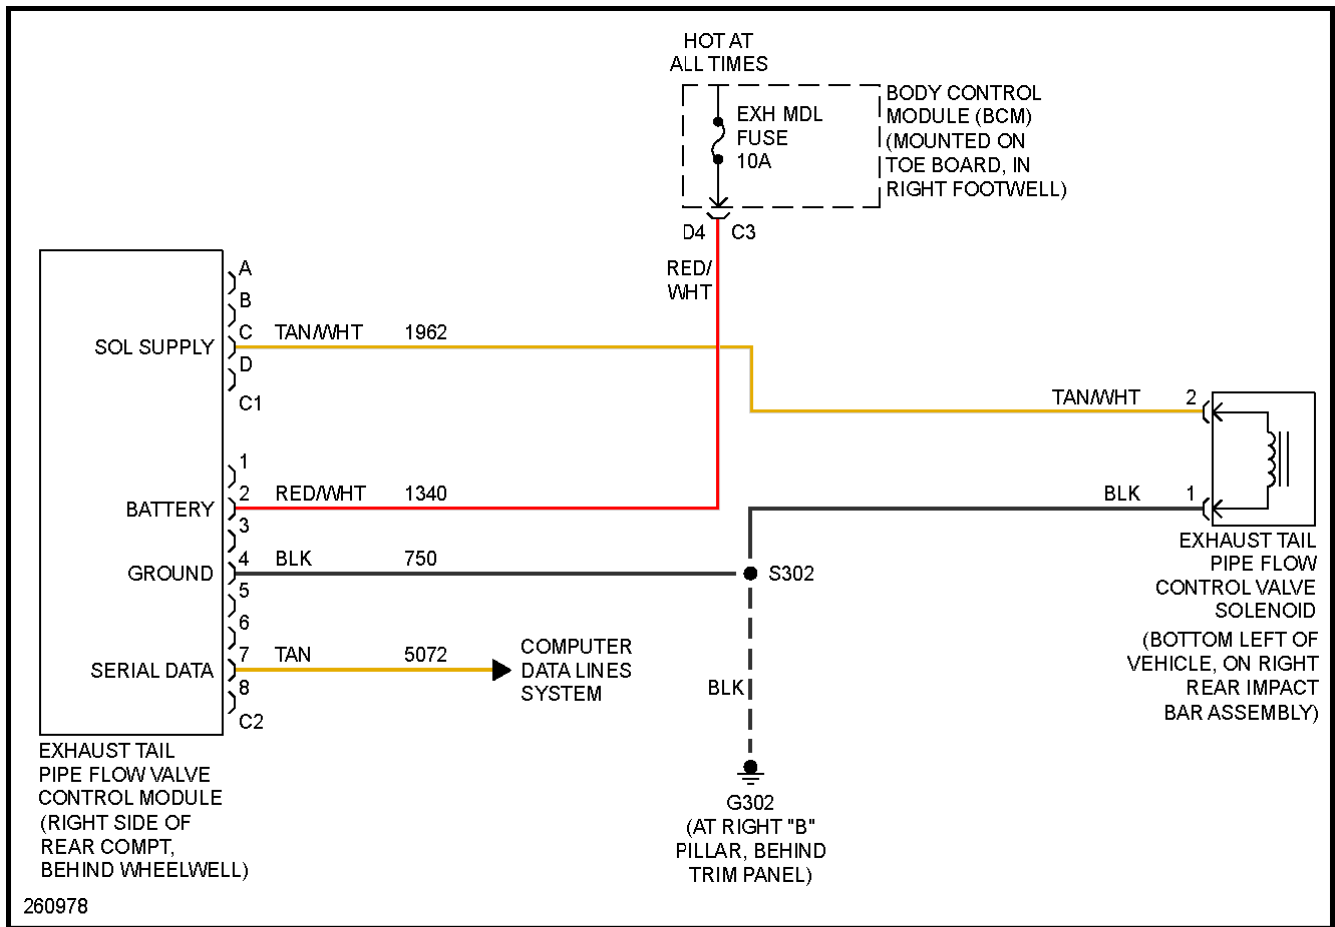 HOT AT
ALL TIMES
EXH MDL
FUSE
10A
BODY CONTROL
MODULE (BCM)
(MOUNTED ON
TOE BOARD, IN
RIGHT FOOTWELL)
D4 C3
RED/
WHT
A
B
C
D
C1
SOL SUPPLY
TAN/WHT 1962
TAN/WHT 2
1
2
3
4
5
6
7
8
C2
BATTERY
RED/WHT 1340
BLK 1
GROUND
BLK 750
S302
SERIAL DATA
TAN 5072
COMPUTER
DATA LINES
SYSTEM
BLK
EXHAUST TAIL
PIPE FLOW
CONTROL VALVE
SOLENOID
(BOTTOM LEFT OF
VEHICLE, ON RIGHT
REAR IMPACT
BAR ASSEMBLY)
EXHAUST TAIL
PIPE FLOW VALVE
CONTROL MODULE
(RIGHT SIDE OF
REAR COMPT,
BEHIND WHEELWELL)
G302
(AT RIGHT "B"
PILLAR, BEHIND
TRIM PANEL)
260978